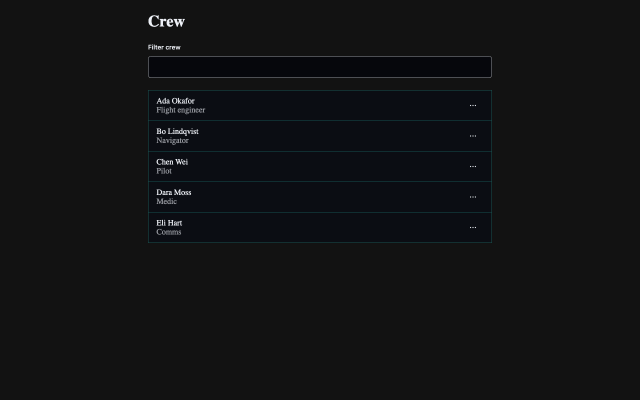 Crew
Filter crew
Ada Okafor
Flight engineer
...
Bo Lindqvist
Navigator
...
Chen Wei
Pilot
...
Dara Moss
Medic
...
Eli Hart
Comms
...